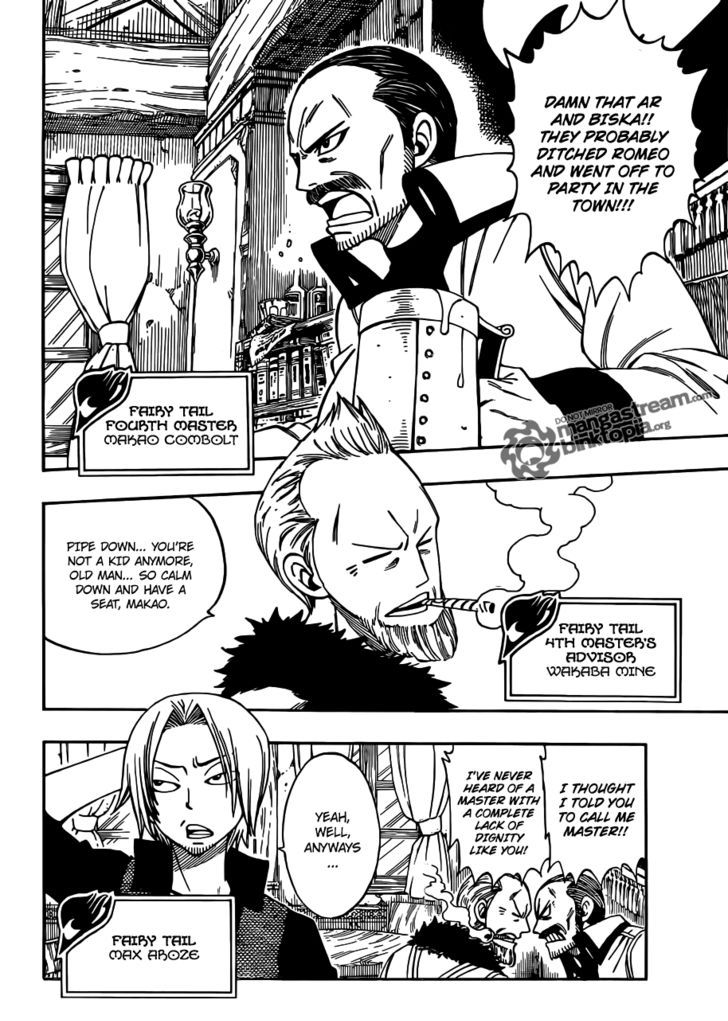 DAMN THAT AR
AND BISKA!!
THEY PROBABLY
DITCHED ROMEO
AND WENT OFF TO
PARTY IN THE
TOWN!!!
FAIRY TAIL
FOURTH MASTER
MAKAO COMBOLT
DO NOT MIRROR
mangastream.com
binktopia.org
PIPE DOWN... YOU'RE
NOT A KID ANYMORE,
OLD MAN... SO CALM
DOWN AND HAVE A
SEAT, MAKAO.
FAIRY TAIL
4TH MASTER'S
ADVISOR
WAKABA MINE
I THOUGHT
I TOLD YOU
TO CALL ME
MASTER!!
I'VE NEVER
HEARD OF A
MASTER WITH
A COMPLETE
LACK OF
DIGNITY
LIKE YOU!
YEAH,
WELL,
ANYWAYS
...
FAIRY TAIL
MAX AROZE